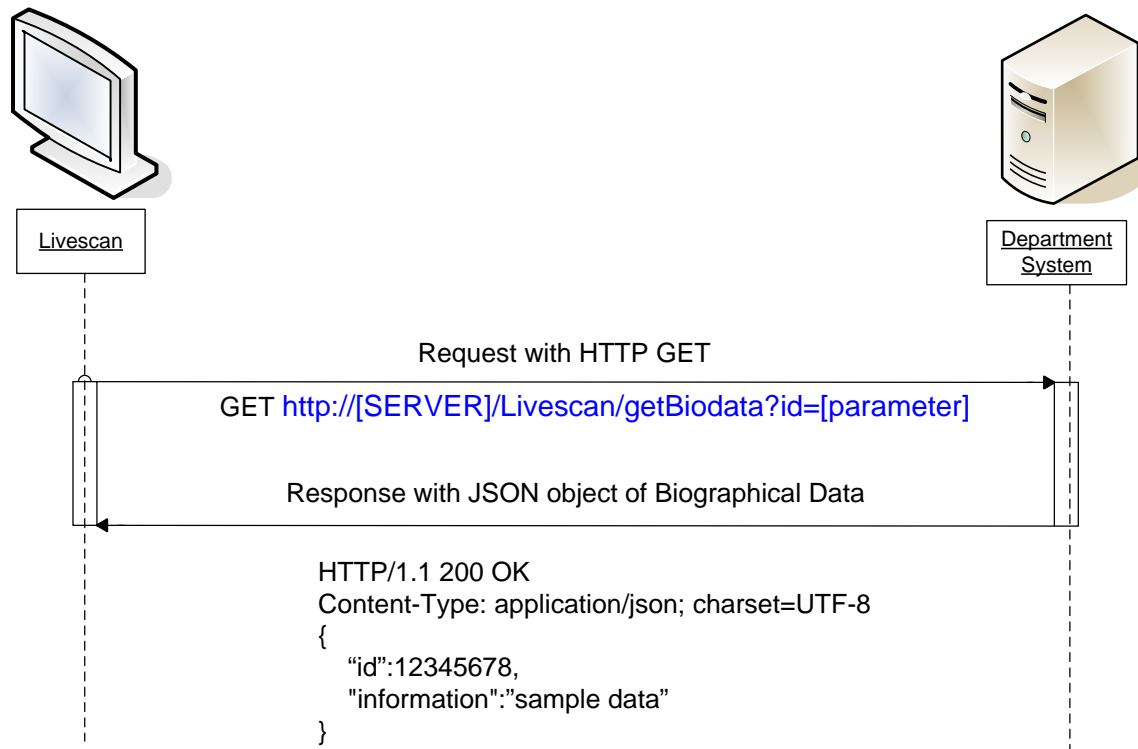 Livescan
Department
System
Request with HTTP GET
GET http://[SERVER]/Livescan/getBiodata?id=[parameter]
Response with JSON object of Biographical Data
HTTP/1.1 200 OK
Content-Type: application/json; charset=UTF-8
{
“id”:12345678,
"information":”sample data”
}